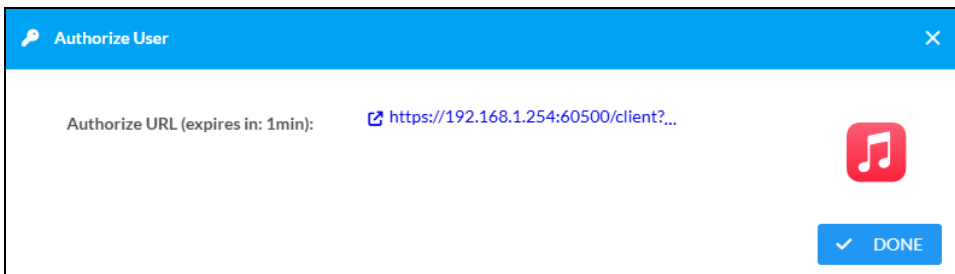 Authorize User
Authorize URL (expires in: 1min):
https://192.168.1.254:60500/client?...
DONE